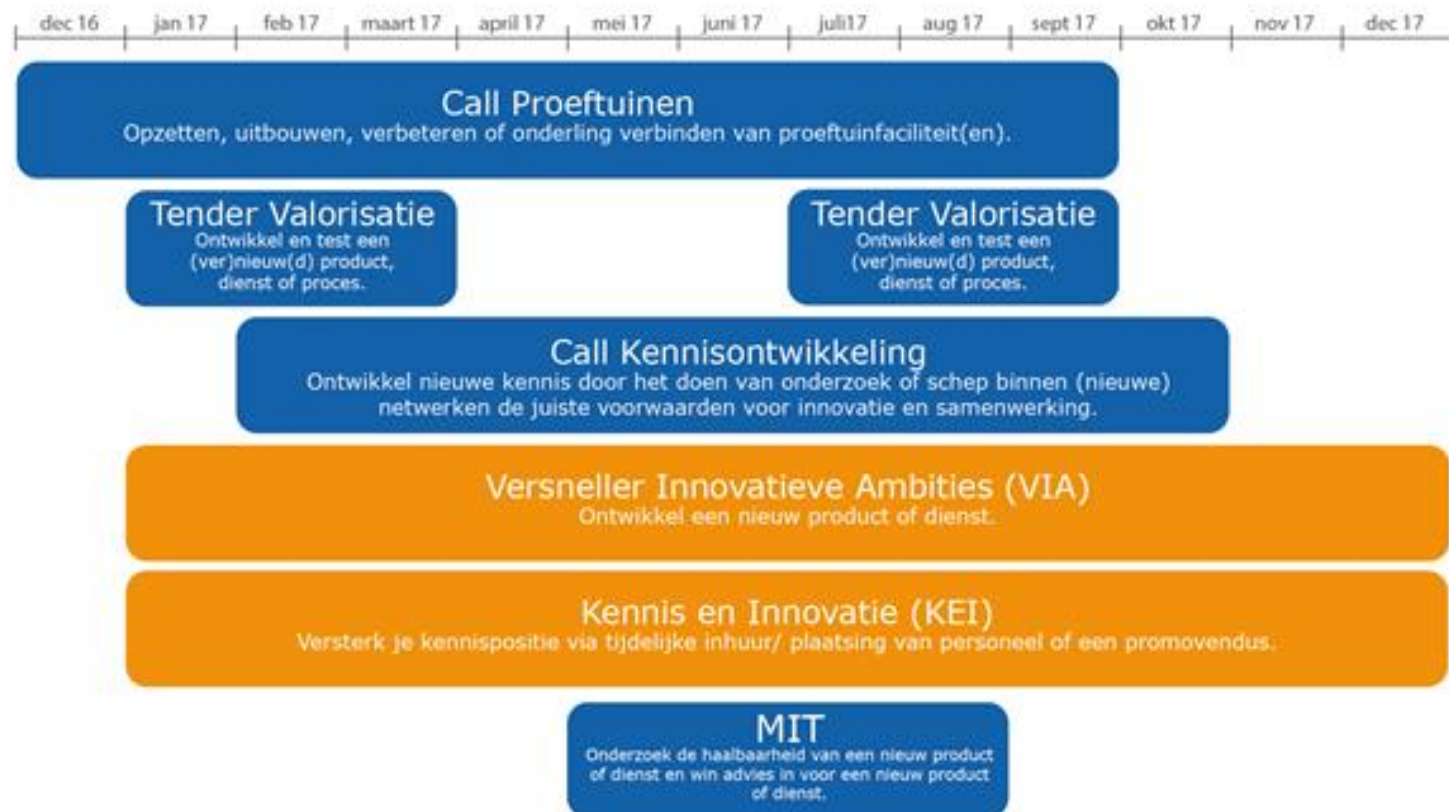 dec 16 jan 17 feb 17 maart 17 april 17 mei 17 juni 17 juli17 aug 17 sept 17 okt 17 nov 17 dec 17
Call Proeftuinen
Opzetten, uitbouwen, verbeteren of onderling verbinden van proeftuinfaciliteit(en).
Tender Valorisatie
Ontwikkel en test een
(ver)nieuw(d) product,
dienst of proces.
Tender Valorisatie
Ontwikkel en test een
(ver)nieuw(d) product,
dienst of proces.
Call Kennisontwikkeling
Ontwikkel nieuwe kennis door het doen van onderzoek of schep binnen (nieuwe)
netwerken de juiste voorwaarden voor innovatie en samenwerking.
Versneller Innovatieve Ambities (VIA)
Ontwikkel een nieuw product of dienst.
Kennis en Innovatie (KEI)
Versterk je kennispositie via tijdelijke inhuur/ plaatsing van personeel of een promovendus.
MIT
Onderzoek de haalbaarheid van een nieuw product
of dienst en win advies in voor een nieuw product
of dienst.